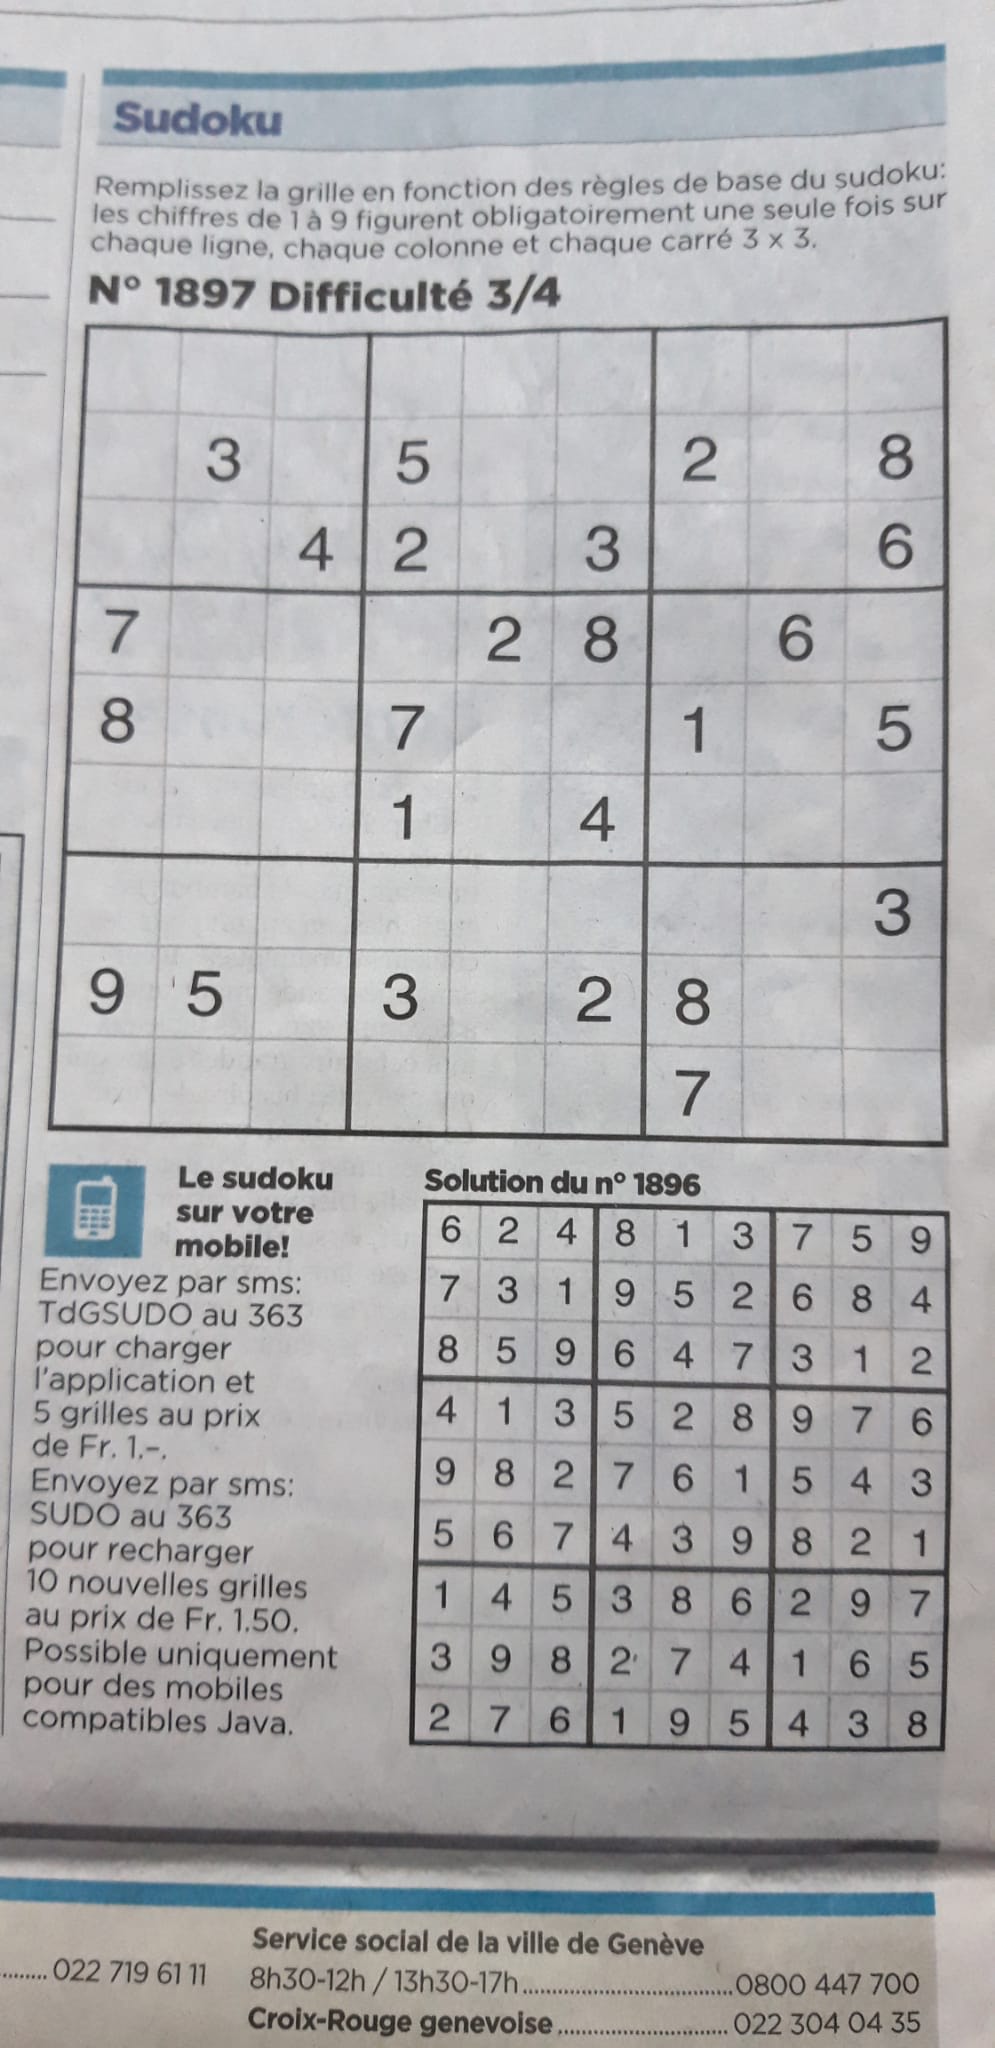 Sudoku
Remplissez la grille en fonction des règles de base du sudoku:
les chiffres de 1 à 9 figurent obligatoirement une seule fois sur
chaque ligne, chaque colonne et chaque carré 3 x 3.
N° 1897 Difficulté 3/4
3 5 2 8
4 2 3 6
7 2 8 6
8 7 1 5
1 4
3
9 5 3 2 8
7
Le sudoku
sur votre
mobile!
Envoyez par sms:
TdGSUDO au 363
pour charger
l'application et
5 grilles au prix
de Fr. 1.–.
Envoyez par sms:
SUDO au 363
pour recharger
10 nouvelles grilles
au prix de Fr. 1.50.
Possible uniquement
pour des mobiles
compatibles Java.
Solution du n° 1896
6 2 4 8 1 3 7 5 9
7 3 1 9 5 2 6 8 4
8 5 9 6 4 7 3 1 2
4 1 3 5 2 8 9 7 6
9 8 2 7 6 1 5 4 3
5 6 7 4 3 9 8 2 1
1 4 5 3 8 6 2 9 7
3 9 8 2 7 4 1 6 5
2 7 6 1 9 5 4 3 8
......... 022 719 61 11
Service social de la ville de Genève
8h30-12h / 13h30-17h.................................0800 447 700
Croix-Rouge genevoise.............................022 304 04 35